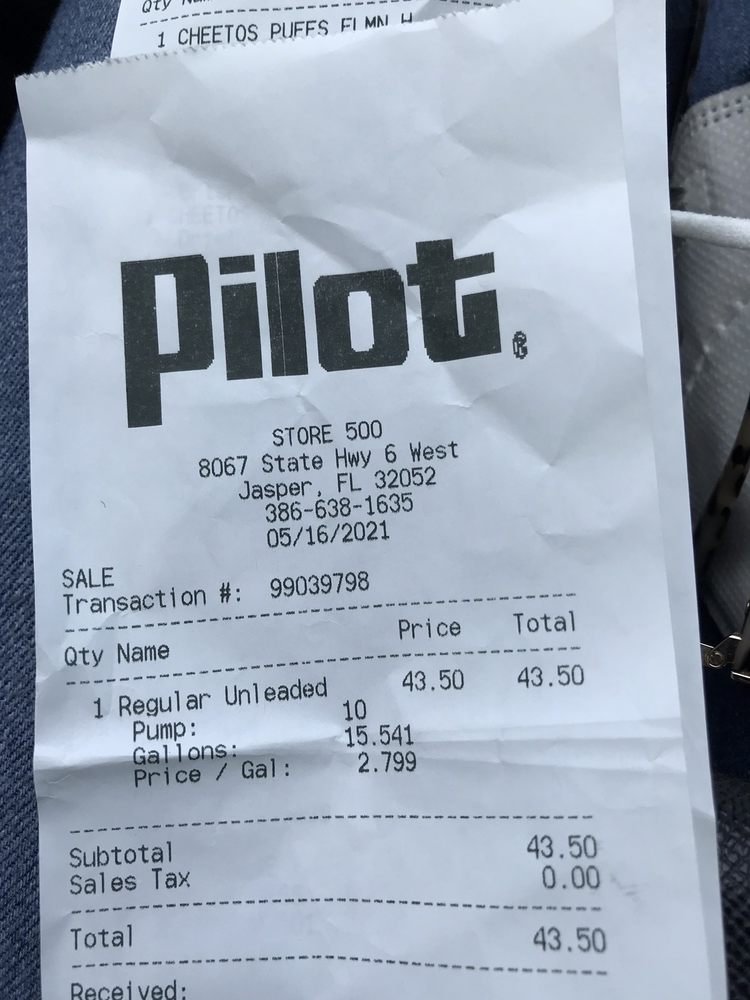 Qty
1 CHEETOS PUFFS FLMN H
Pilot
STORE 500
8067 State Hwy 6 West
Jasper, FL 32052
386-638-1635
05/16/2021
SALE
Transaction #: 99039798
Qty Name Price Total
1 Regular Unleaded 43.50 43.50
Pump: 10
Gallons: 15.541
Price / Gal: 2.799
Subtotal 43.50
Sales Tax 0.00
Total 43.50
Received: